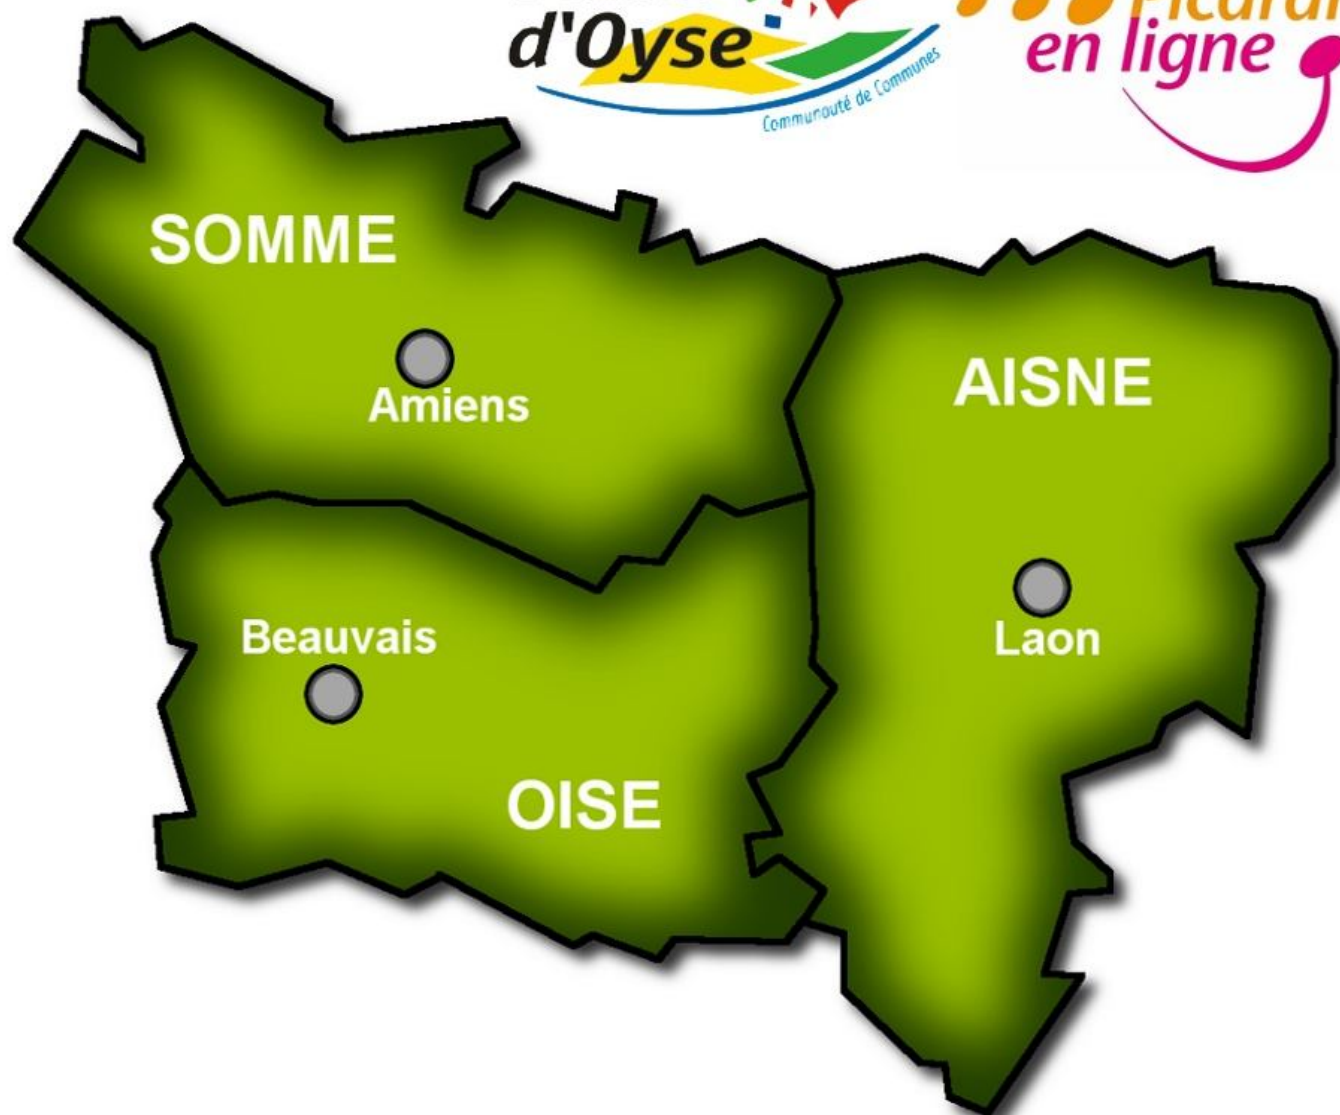 d'Oyse
Communauté de Communes
en ligne
SOMME
Amiens
AISNE
Beauvais
Laon
OISE